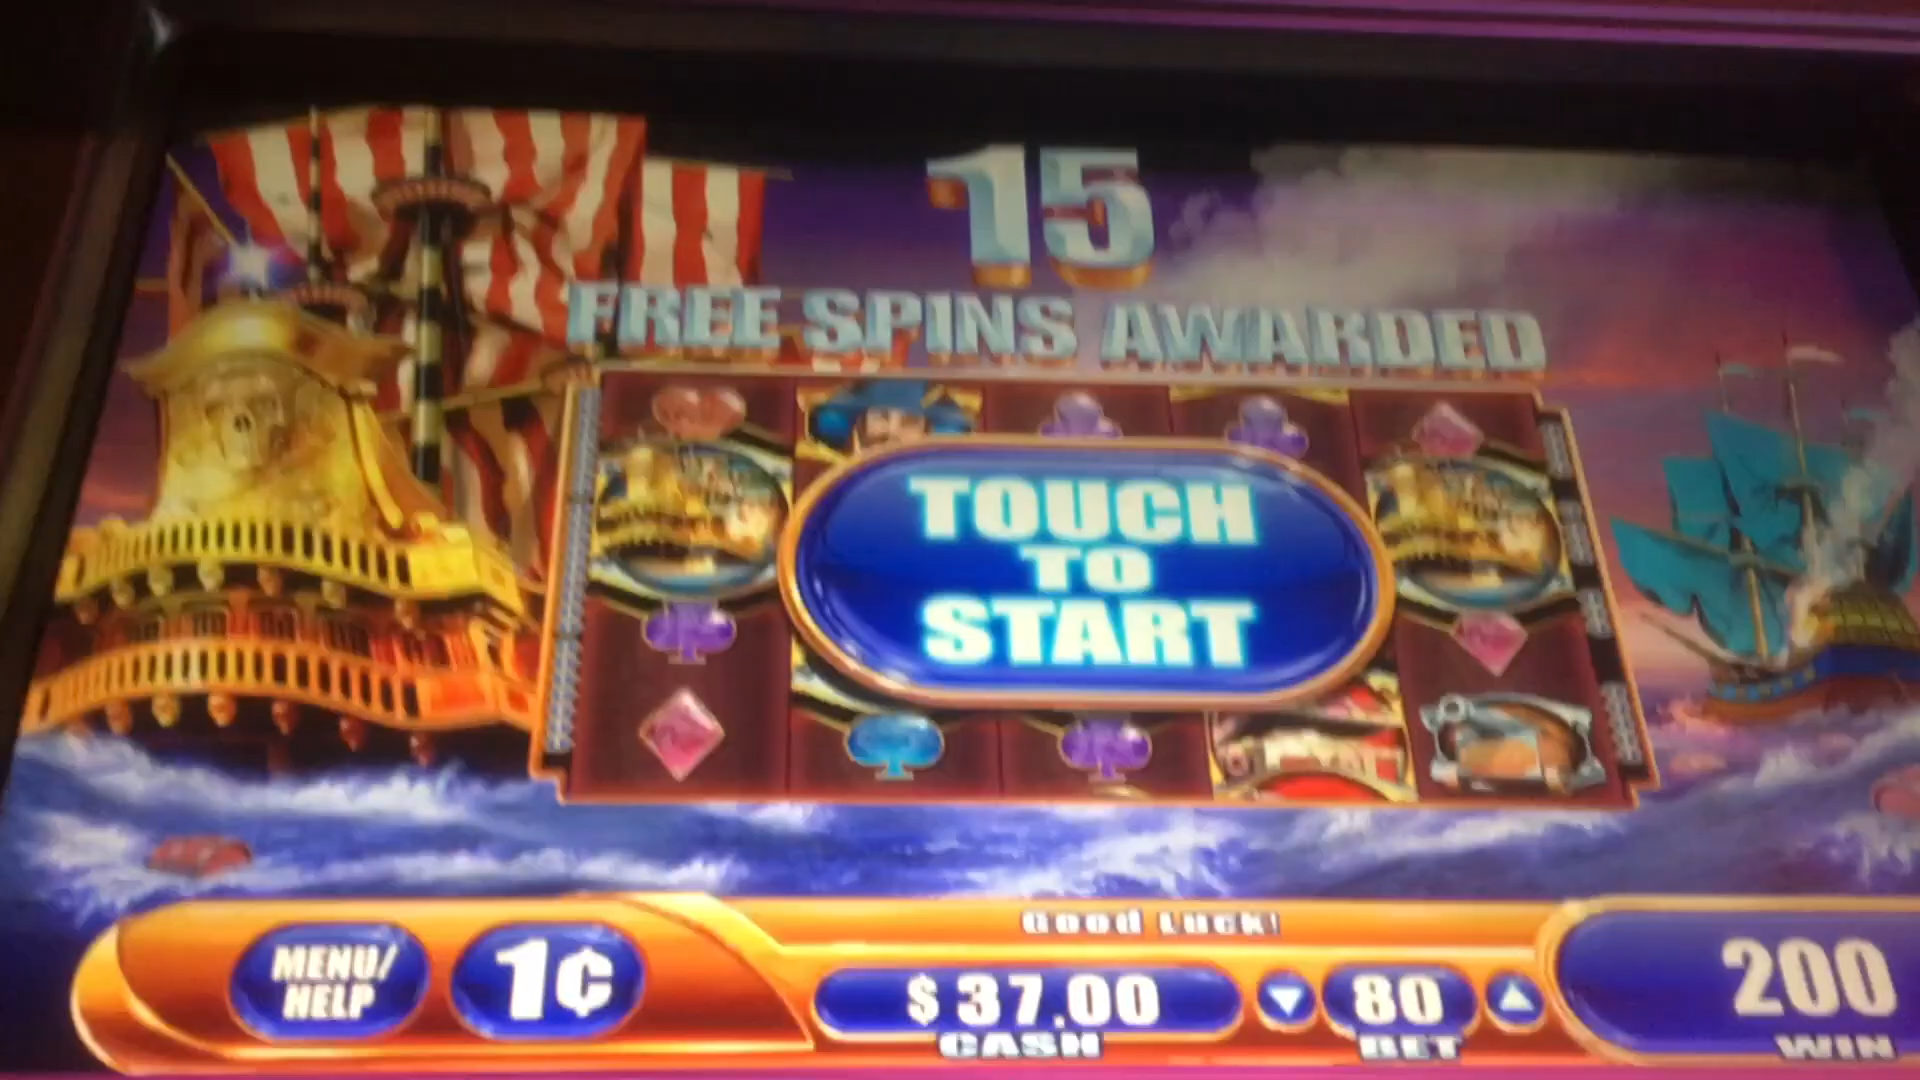 15
FREE SPINS AWARDED
TOUCH
TO
START
Good Luck!
MENU/
HELP
1¢
$37.00
CASH
80
BET
200
WIN